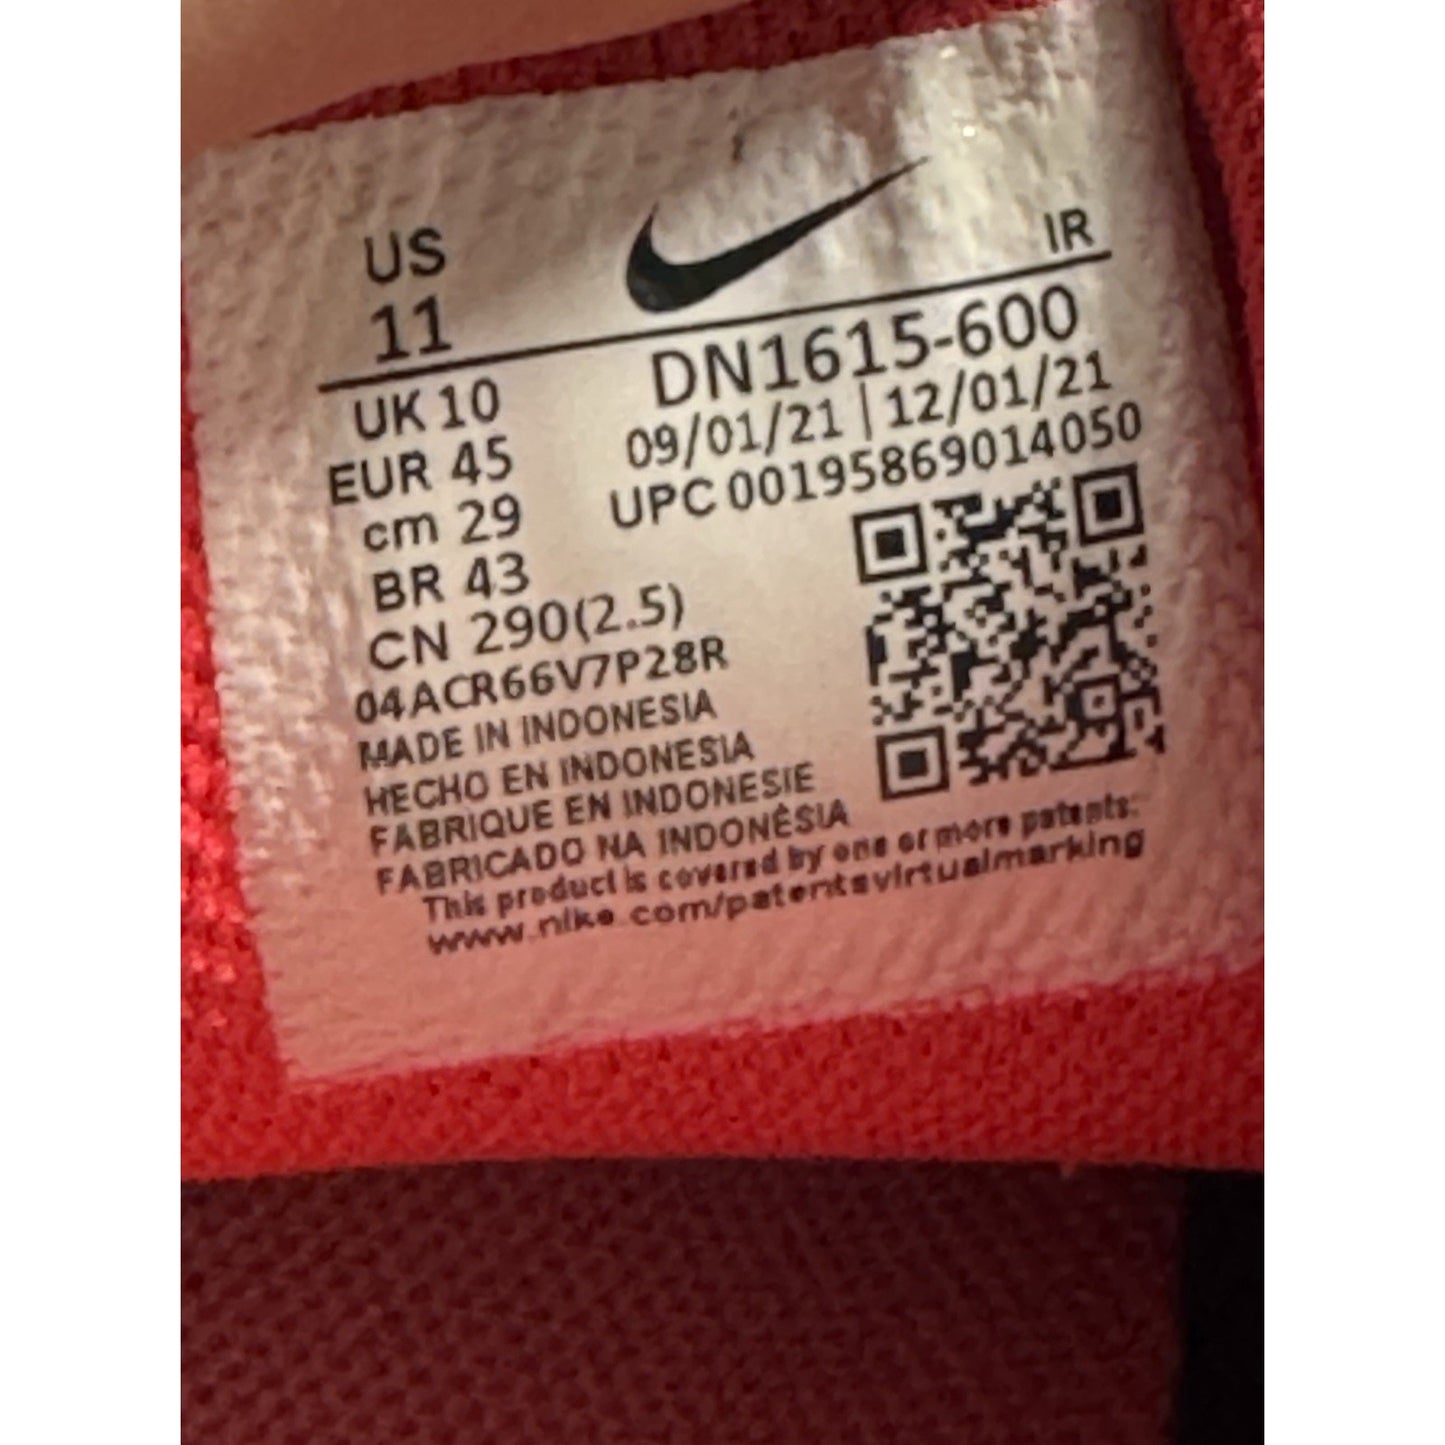 US
11
IR
UK 10
EUR 45
cm 29
BR 43
CN 290(2.5)
DN1615-600
09/01/21 | 12/01/21
UPC 00195869014050
04ACR66V7P28R
MADE IN INDONESIA
HECHO EN INDONESIA
FABRIQUE EN INDONESIE
FABRICADO NA INDONÊSIA
This product is covered by one or more patents:
www.nike.com/patentsvirtualmarking